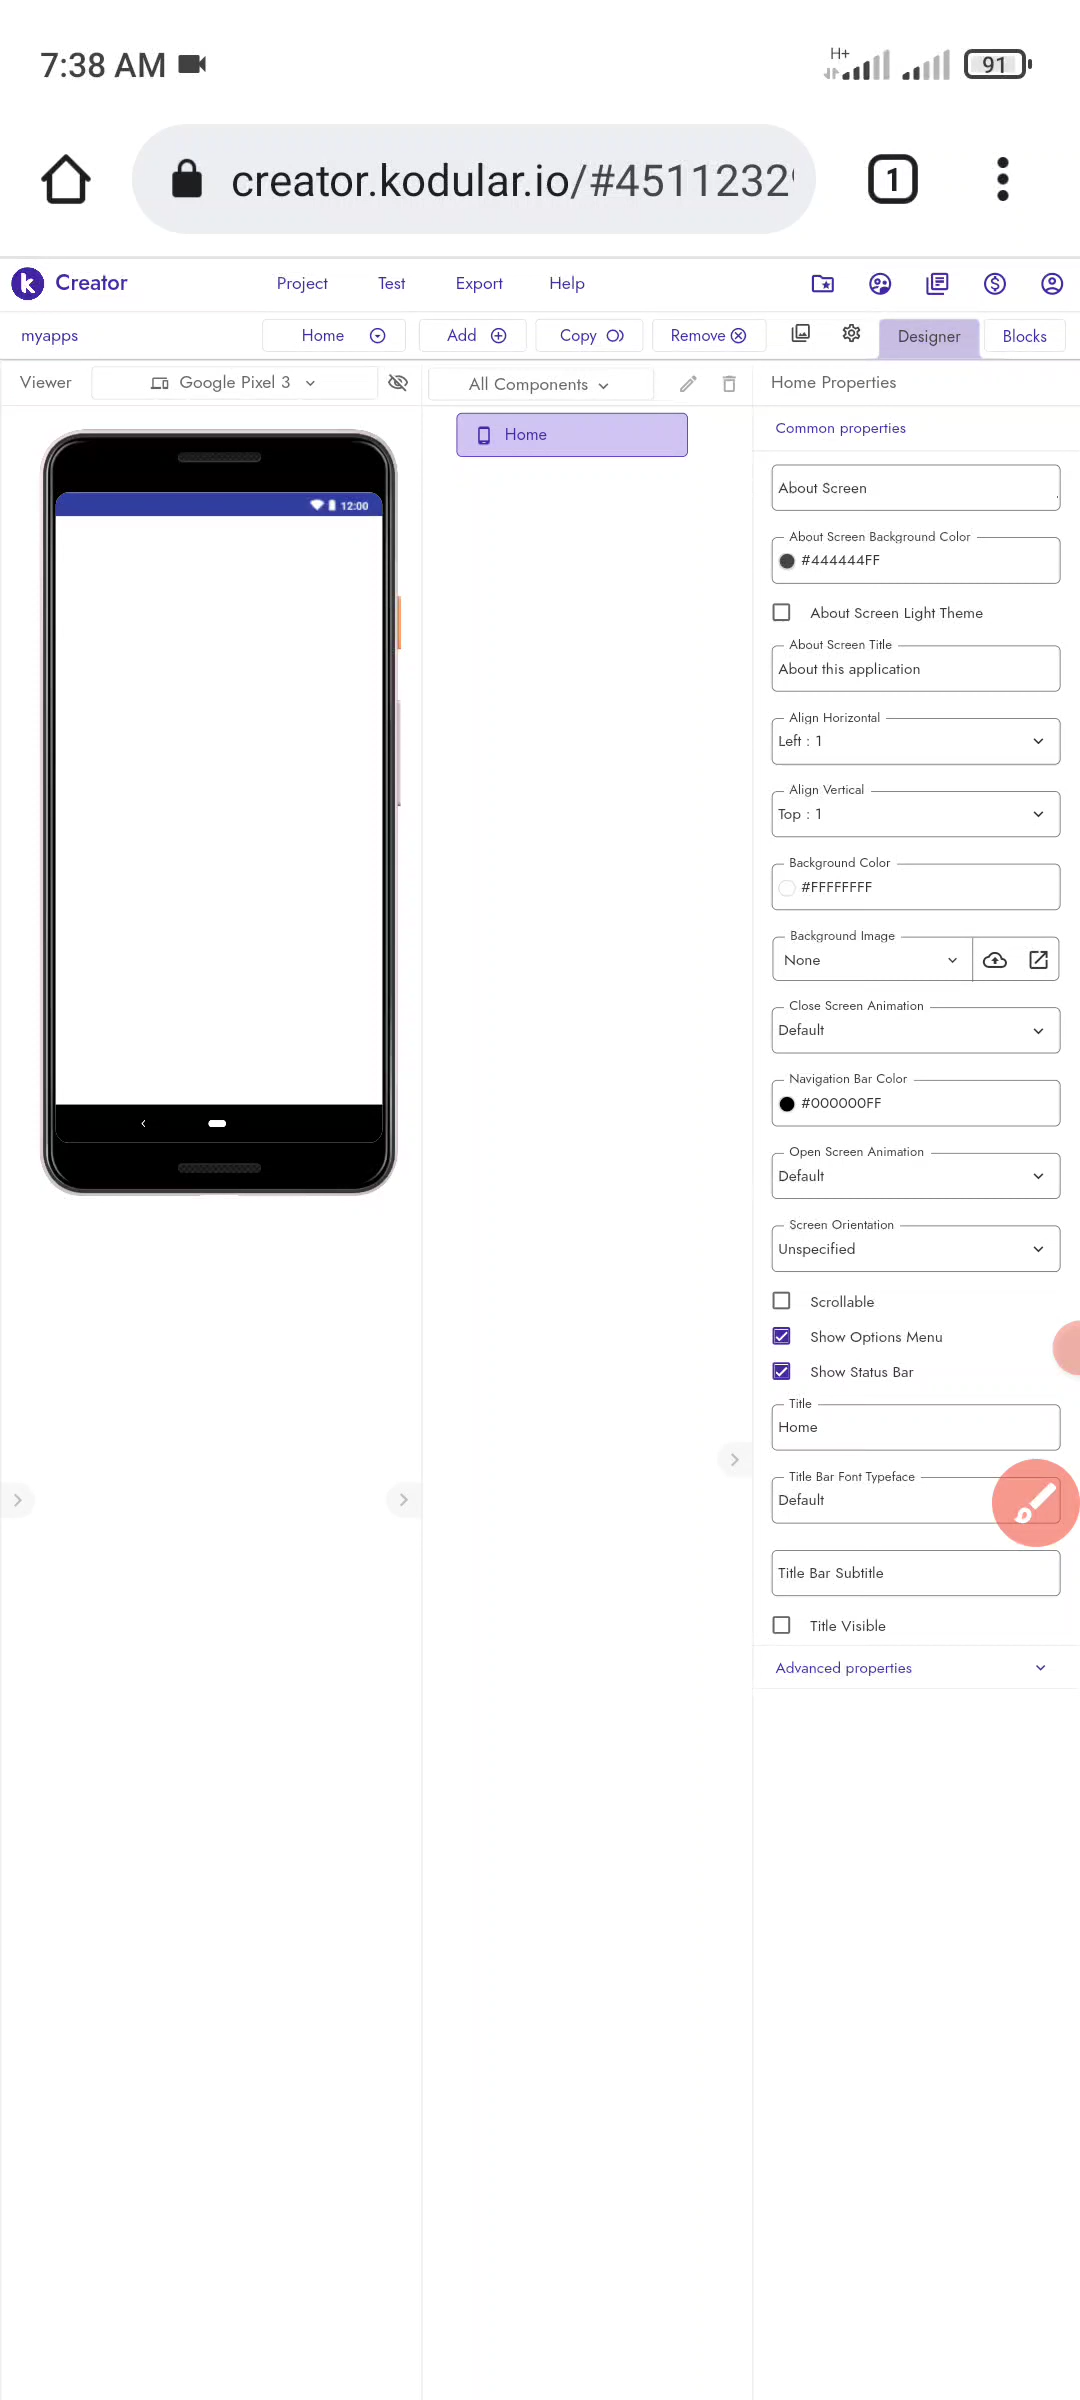 7:38 AM
H+
91
creator.kodular.io/#4511232
1
Creator
Project
Test
Export
Help
myapps
Home
Add
Copy
Remove
Designer
Blocks
Viewer
Google Pixel 3
All Components
Home Properties
Home
12:00
Common properties
About Screen
About Screen Background Color
#444444FF
About Screen Light Theme
About Screen Title
About this application
Align Horizontal
Left : 1
Align Vertical
Top : 1
Background Color
#FFFFFFFF
Background Image
None
Close Screen Animation
Default
Navigation Bar Color
#000000FF
Open Screen Animation
Default
Screen Orientation
Unspecified
Scrollable
Show Options Menu
Show Status Bar
Title
Home
Title Bar Font Typeface
Default
Title Bar Subtitle
Title Visible
Advanced properties